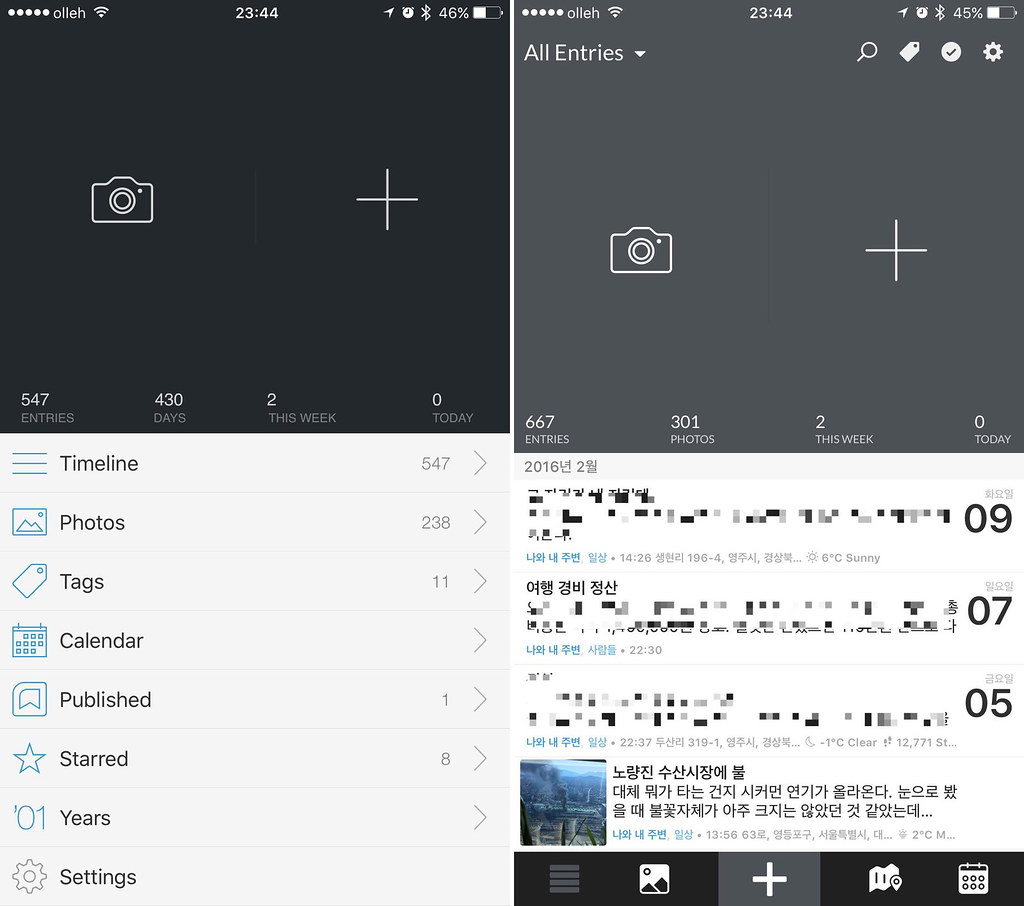 olleh 23:44 46%
547 430 2 0
ENTRIES DAYS THIS WEEK TODAY
Timeline 547
Photos 238
Tags 11
Calendar
Published 1
Starred 8
'01 Years
Settings
olleh 23:44 45%
All Entries
667 301 2 0
ENTRIES PHOTOS THIS WEEK TODAY
2016년 2월
화요일
09
나와 내 주변, 일상 • 14:26 생현리 196-4, 영주시, 경상북... 6°C Sunny
여행 경비 정산
일요일
07
나와 내 주변, 사람들 • 22:30
금요일
05
나와 내 주변, 일상 • 22:37 두산리 319-1, 영주시, 경상북... -1°C Clear 12,771 St...
노량진 수산시장에 불
대체 뭐가 타는 건지 시커먼 연기가 올라온다. 눈으로 봤
을 때 불꽃자체가 아주 크지는 않았던 것 같았는데...
나와 내 주변, 일상 • 13:56 63로, 영등포구, 서울특별시, 대... 2°C M...